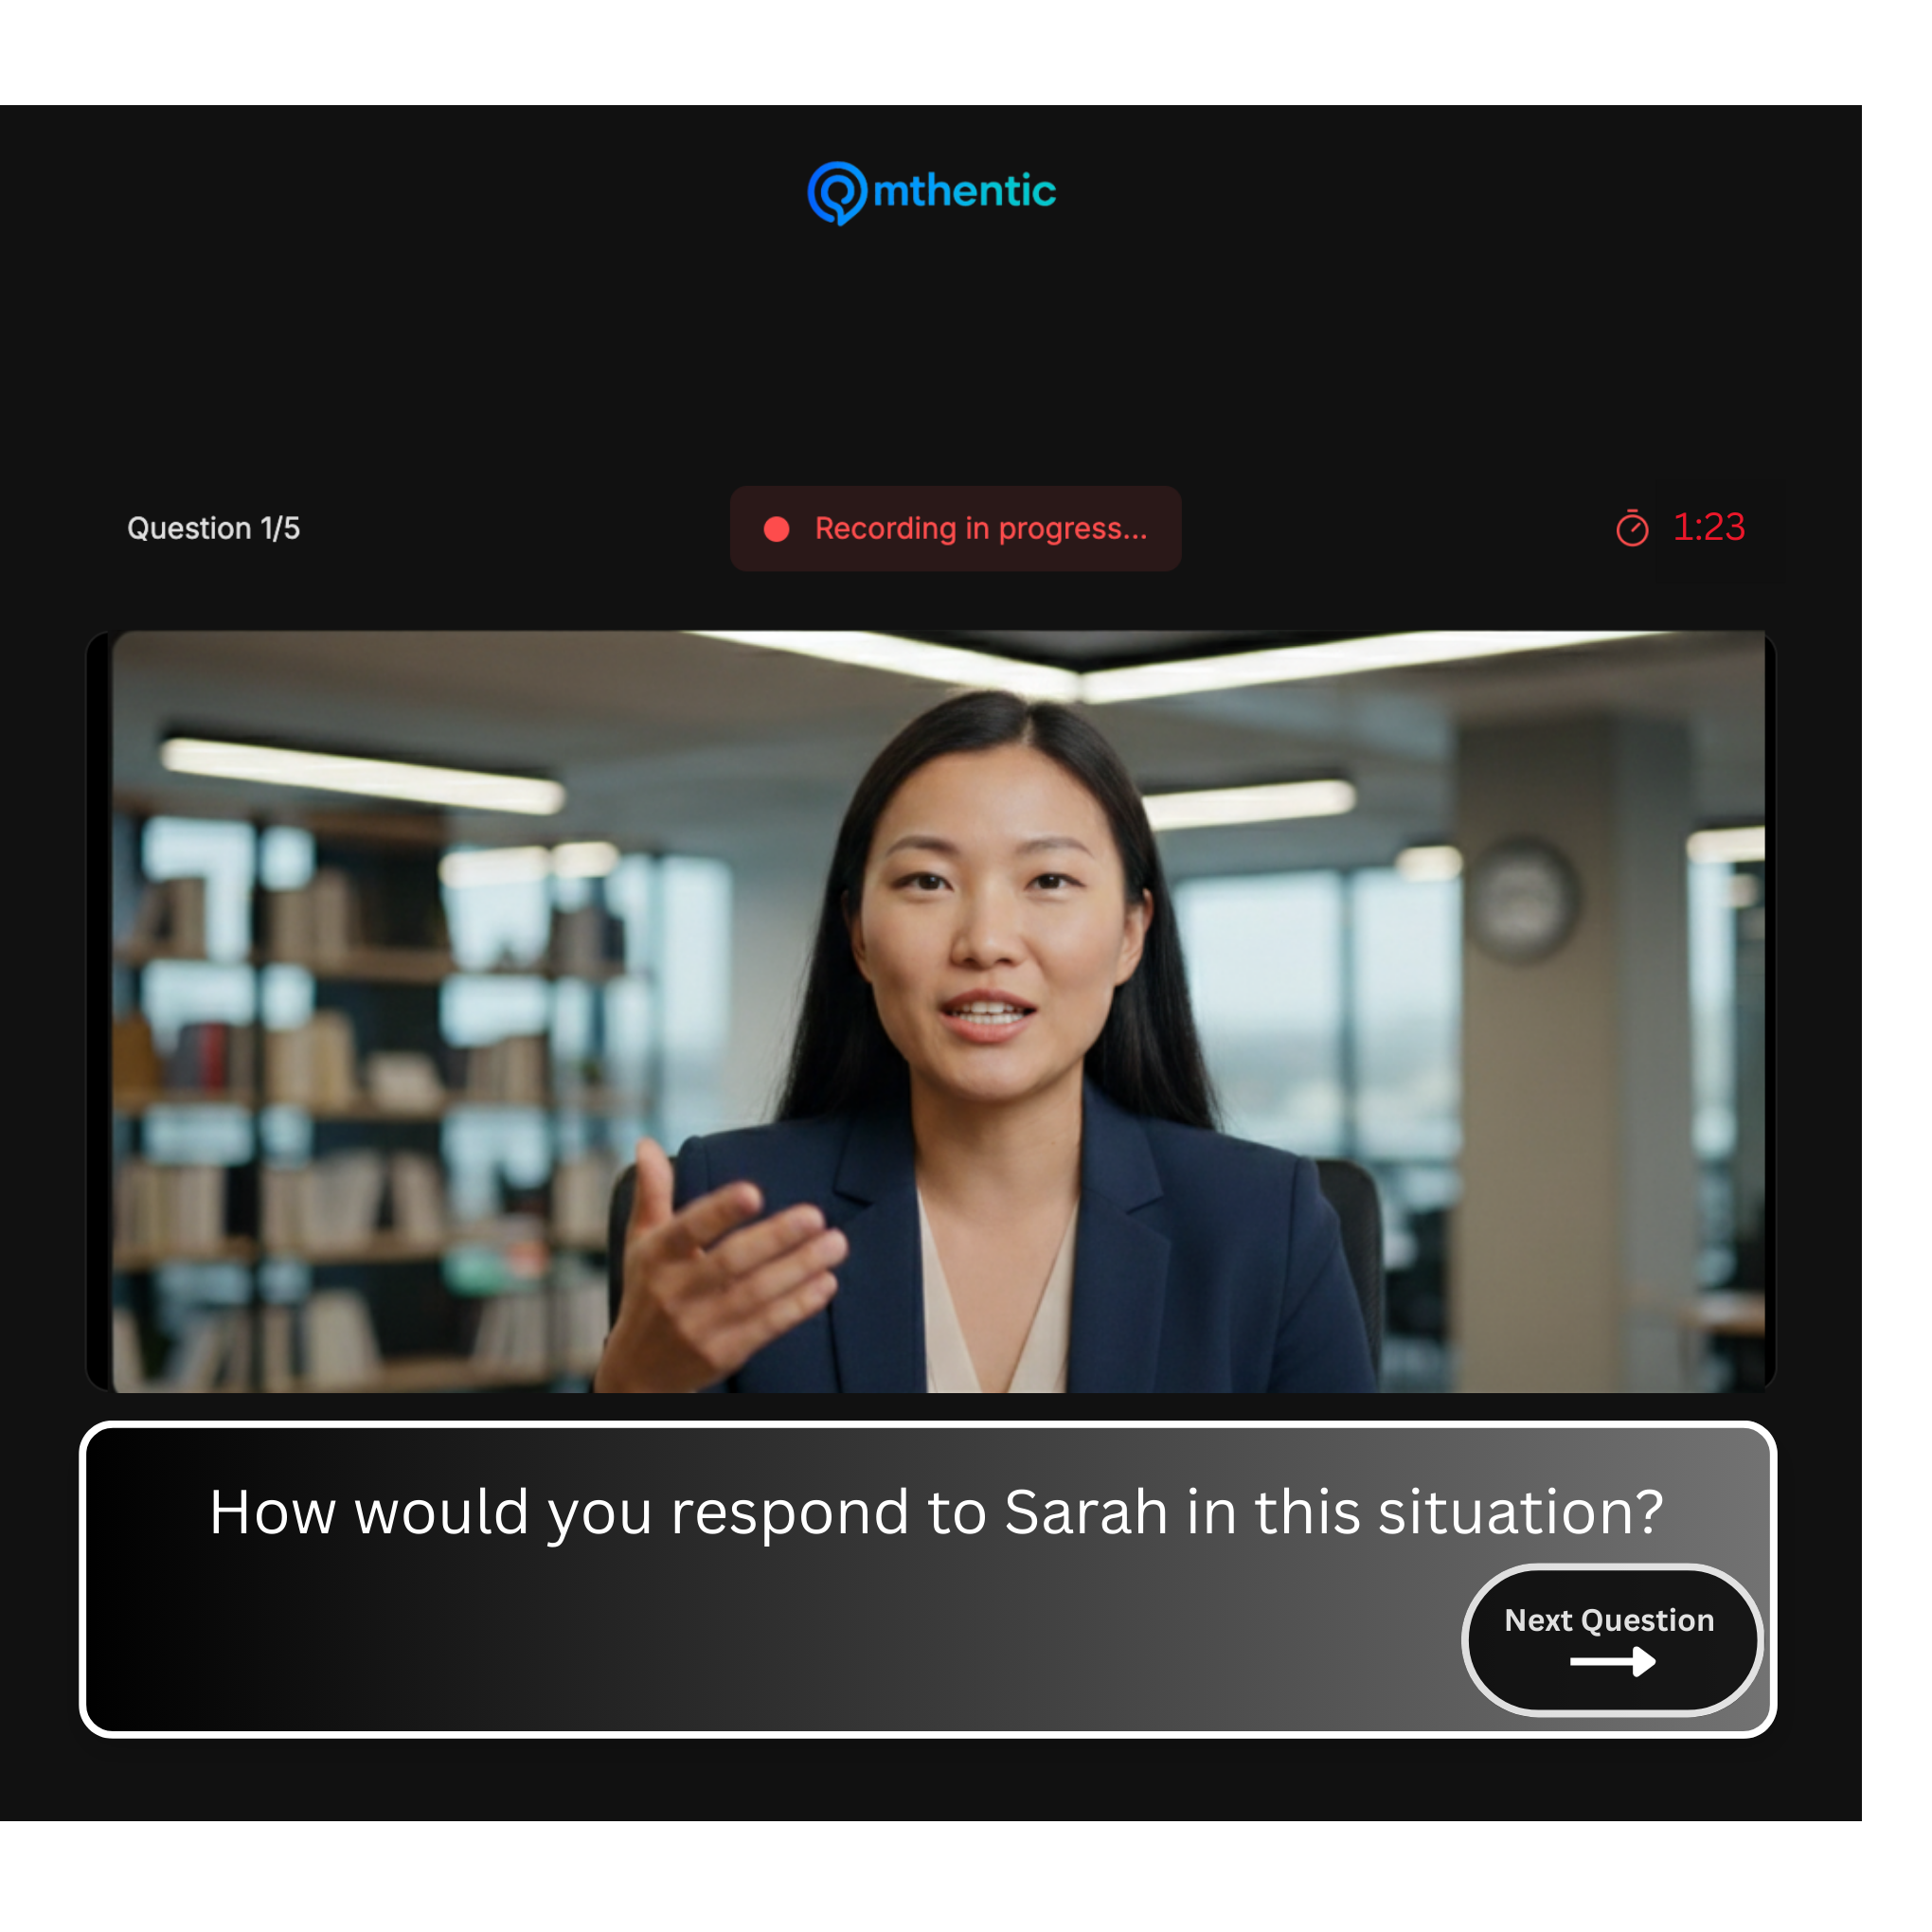 mthentic
Question 1/5
Recording in progress...
1:23
How would you respond to Sarah in this situation?
Next Question